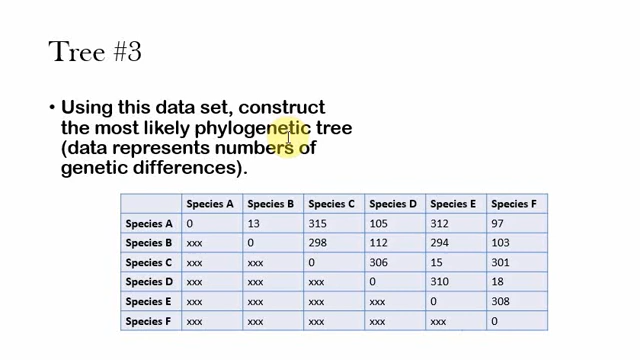 Tree #3
• Using this data set, construct
the most likely phylogenetic tree
(data represents numbers of
genetic differences).
Species A Species B Species C Species D Species E Species F
Species A 0 13 315 105 312 97
Species B xxx 0 298 112 294 103
Species C xxx xxx 0 306 15 301
Species D xxx xxx xxx 0 310 18
Species E xxx xxx xxx xxx 0 308
Species F xxx xxx xxx xxx xxx 0